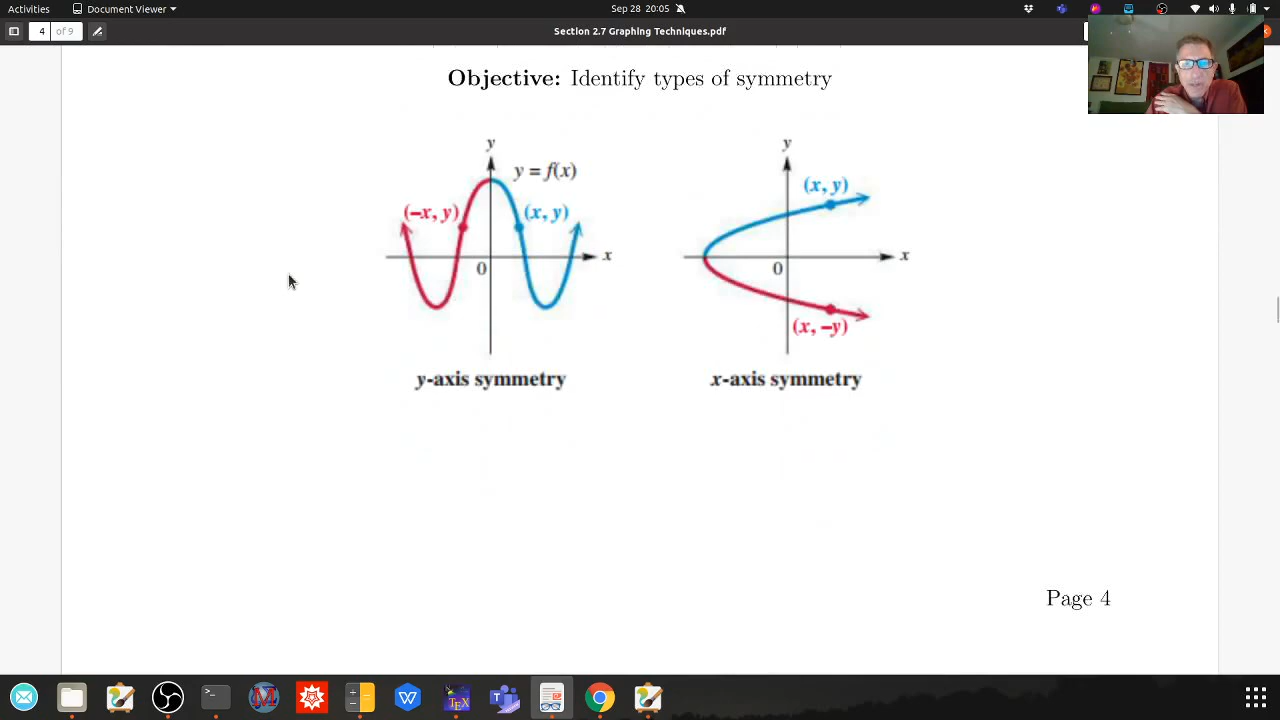 Activities
Document Viewer
Sep 28 20:05
4 of 9
Section 2.7 Graphing Techniques.pdf
Objective: Identify types of symmetry
y
y = f(x)
(−x, y)
(x, y)
x
0
y-axis symmetry
y
(x, y)
x
0
(x, −y)
x-axis symmetry
Page 4
>_
M
W
TEX
T